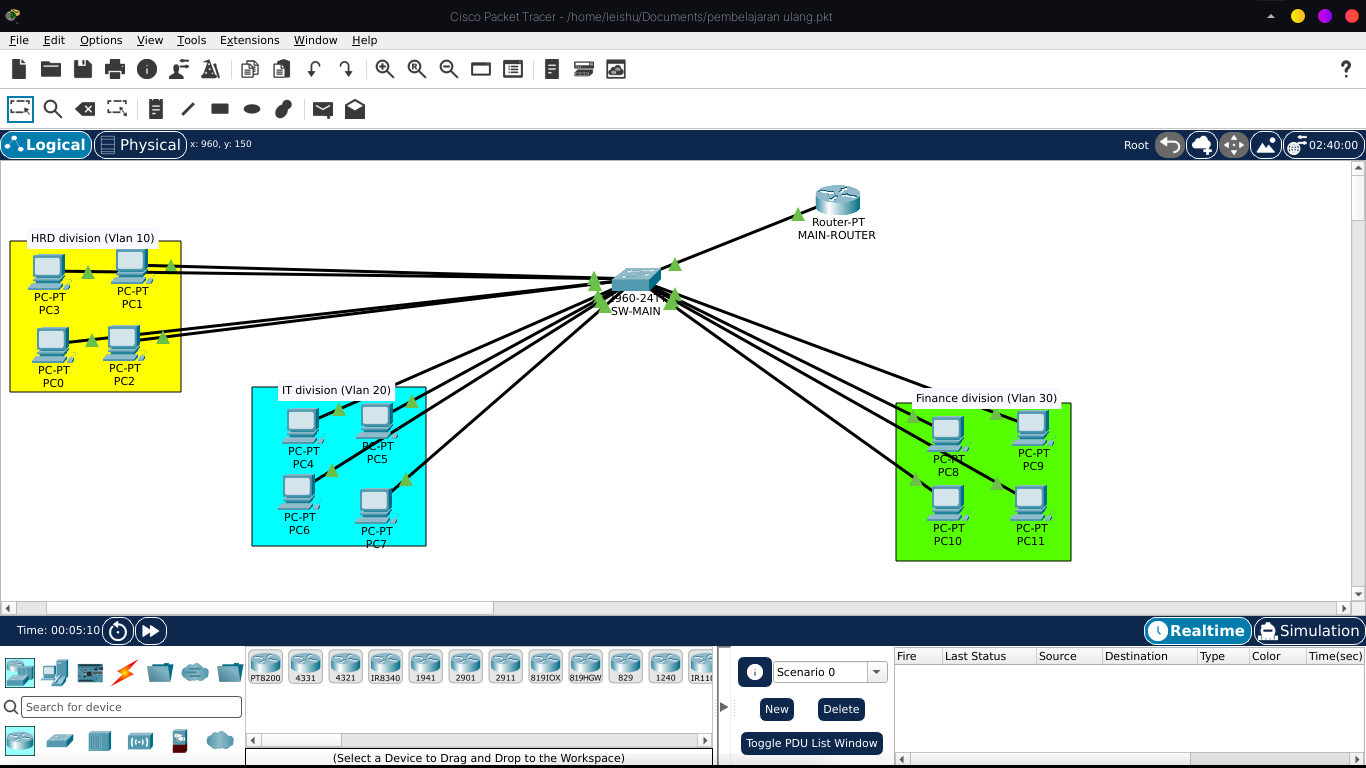 Cisco Packet Tracer - /home/leishu/Documents/pembelajaran ulang.pkt
File Edit Options View Tools Extensions Window Help
?
Logical Physical x: 960, y: 150 Root 02:40:00
Router-PT
MAIN-ROUTER
HRD division (Vlan 10)
PC-PT
PC3
PC-PT
PC1
PC-PT
PC0
PC-PT
PC2
SW-MAIN
IT division (Vlan 20)
PC-PT
PC4
PC-PT
PC5
PC-PT
PC6
PC-PT
PC7
Finance division (Vlan 30)
PC-PT
PC8
PC-PT
PC9
PC-PT
PC10
PC-PT
PC11
Time: 00:05:10 Realtime Simulation
PT8200 4331 4321 IR8340 1941 2901 2911 819IOX 819HGW 829 1240
Search for device
(Select a Device to Drag and Drop to the Workspace)
Scenario 0
New Delete
Toggle PDU List Window
Fire Last Status Source Destination Type Color Time(sec)